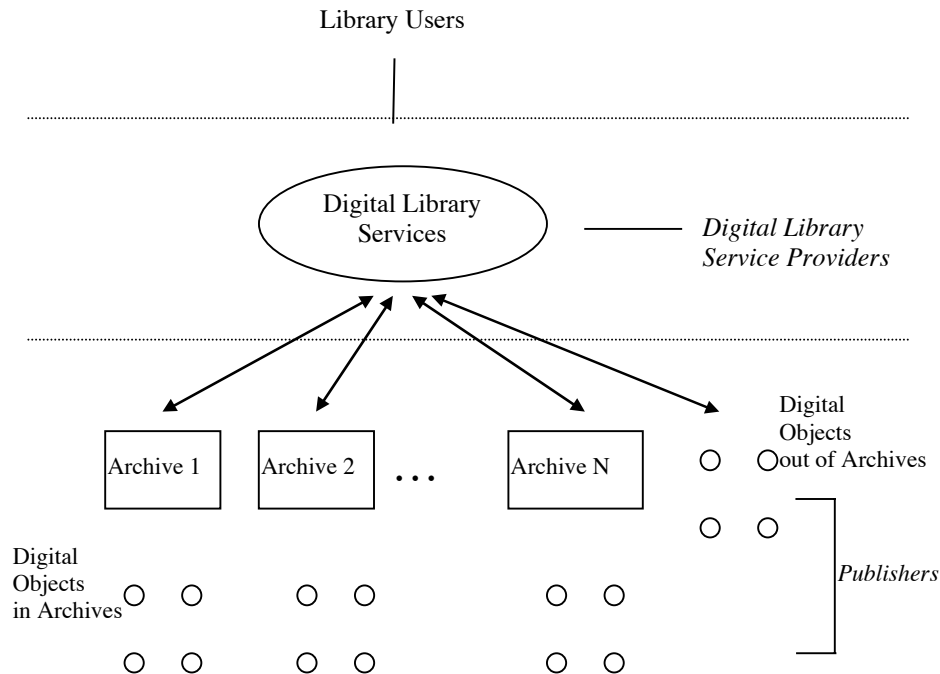 Library Users
Digital Library
Services
Digital Library
Service Providers
Digital
Objects
out of Archives
Archive 1
Archive 2
...
Archive N
Publishers
Digital
Objects
in Archives